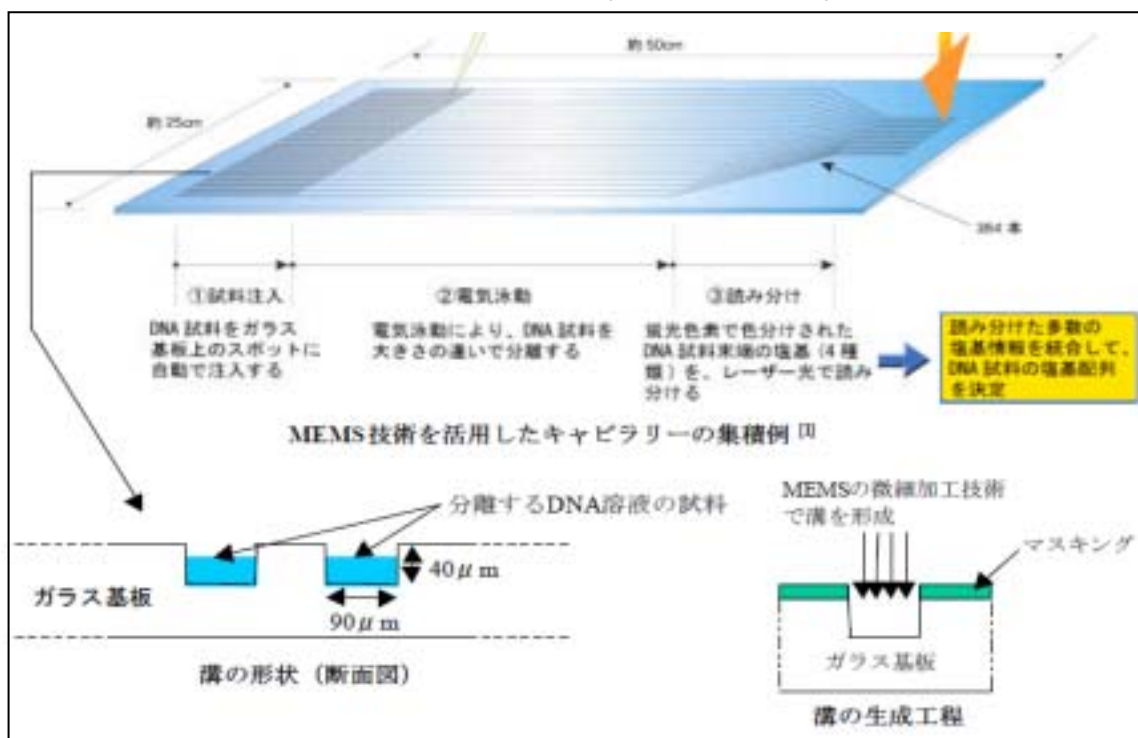 約50cm
約25cm
384本
①試料注入
DNA試料をガラス
基板上のスポットに
自動で注入する
②電気泳動
電気泳動により、DNA試料を
大きさの違いで分離する
③読み分け
蛍光色素で色分けされた
DNA試料末端の塩基(4種
類)を、レーザー光で読み
分ける
読み分けた多数の
塩基情報を統合して、
DNA試料の塩基配列
を決定
MEMS技術を活用したキャピラリーの集積例[3]
分離するDNA溶液の試料
40μm
ガラス基板
90μm
溝の形状(断面図)
MEMSの微細加工技術
で溝を形成
マスキング
ガラス基板
溝の生成工程